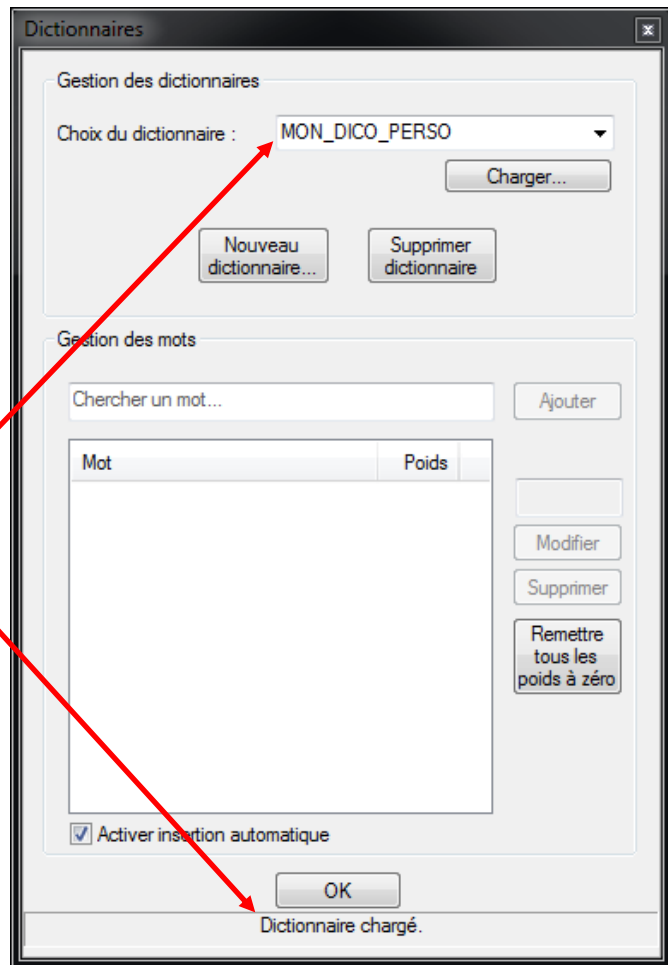 Dictionnaires
Gestion des dictionnaires
Choix du dictionnaire :
MON_DICO_PERSO
Charger...
Nouveau
dictionnaire...
Supprimer
dictionnaire
Gestion des mots
Chercher un mot...
Ajouter
Mot
Poids
Modifier
Supprimer
Remettre
tous les
poids à zéro
Activer insertion automatique
OK
Dictionnaire chargé.